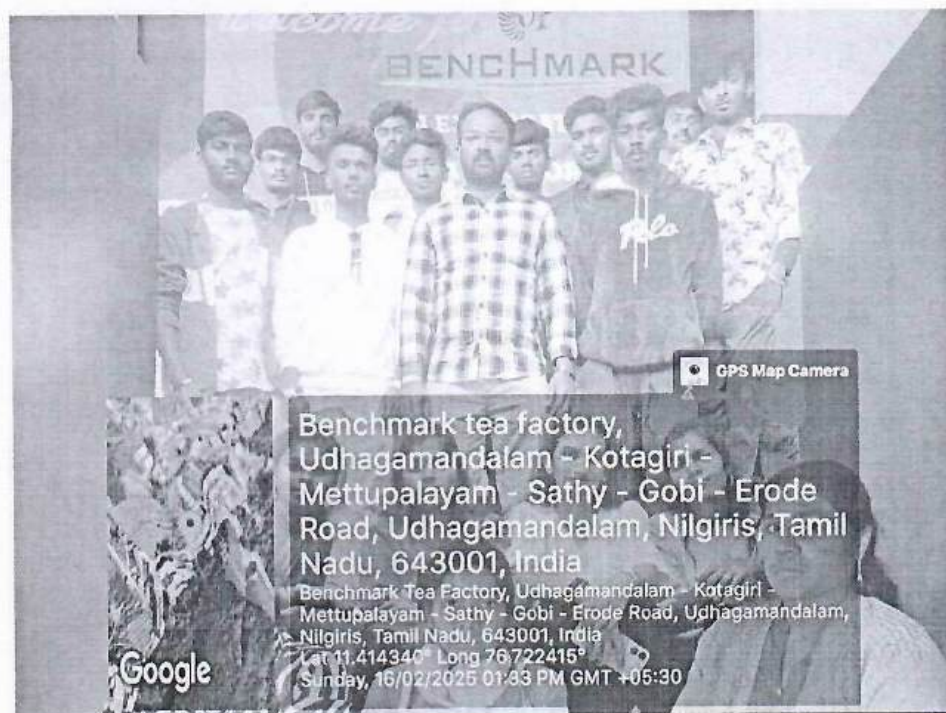 Welcome
BENCHMARK
Polo
GPS Map Camera
Benchmark tea factory,
Udhagamandalam - Kotagiri -
Mettupalayam - Sathy - Gobi - Erode
Road, Udhagamandalam, Nilgiris, Tamil
Nadu, 643001, India
Benchmark Tea Factory, Udhagamandalam - Kotagiri -
Mettupalayam - Sathy - Gobi - Erode Road, Udhagamandalam,
Nilgiris, Tamil Nadu, 643001, India
Lat 11.414340° Long 76.722415°
Sunday, 16/02/2025 01:33 PM GMT +05:30
Google